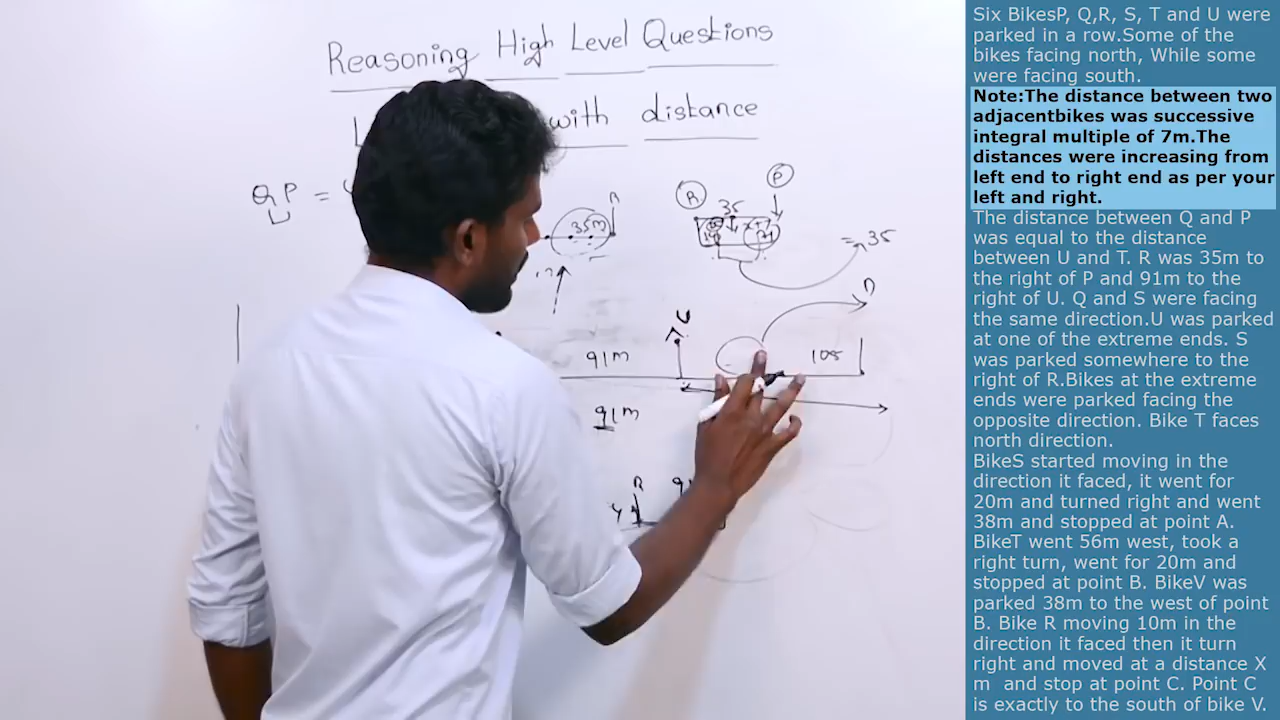 Reasoning High Level Questions
with distance
Q P =
35m
R
35
P
= 35
91m
U
108
91m
R
Six BikesP, Q,R, S, T and U were
parked in a row.Some of the
bikes facing north, While some
were facing south.
Note:The distance between two
adjacentbikes was successive
integral multiple of 7m.The
distances were increasing from
left end to right end as per your
left and right.
The distance between Q and P
was equal to the distance
between U and T. R was 35m to
the right of P and 91m to the
right of U. Q and S were facing
the same direction.U was parked
at one of the extreme ends. S
was parked somewhere to the
right of R.Bikes at the extreme
ends were parked facing the
opposite direction. Bike T faces
north direction.
BikeS started moving in the
direction it faced, it went for
20m and turned right and went
38m and stopped at point A.
BikeT went 56m west, took a
right turn, went for 20m and
stopped at point B. BikeV was
parked 38m to the west of point
B. Bike R moving 10m in the
direction it faced then it turn
right and moved at a distance X
m and stop at point C. Point C
is exactly to the south of bike V.